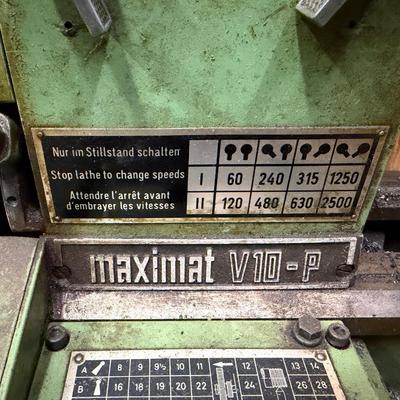 Nur im Stillstand schalten
Stop lathe to change speeds I 60 240 315 1250
Attendre l'arrêt avant
d'embrayer les vitesses II 120 480 630 2500
maximat V10-P
A 8 9 9½ 10 11 12 13 14
B 16 18 19 20 22 24 26 28